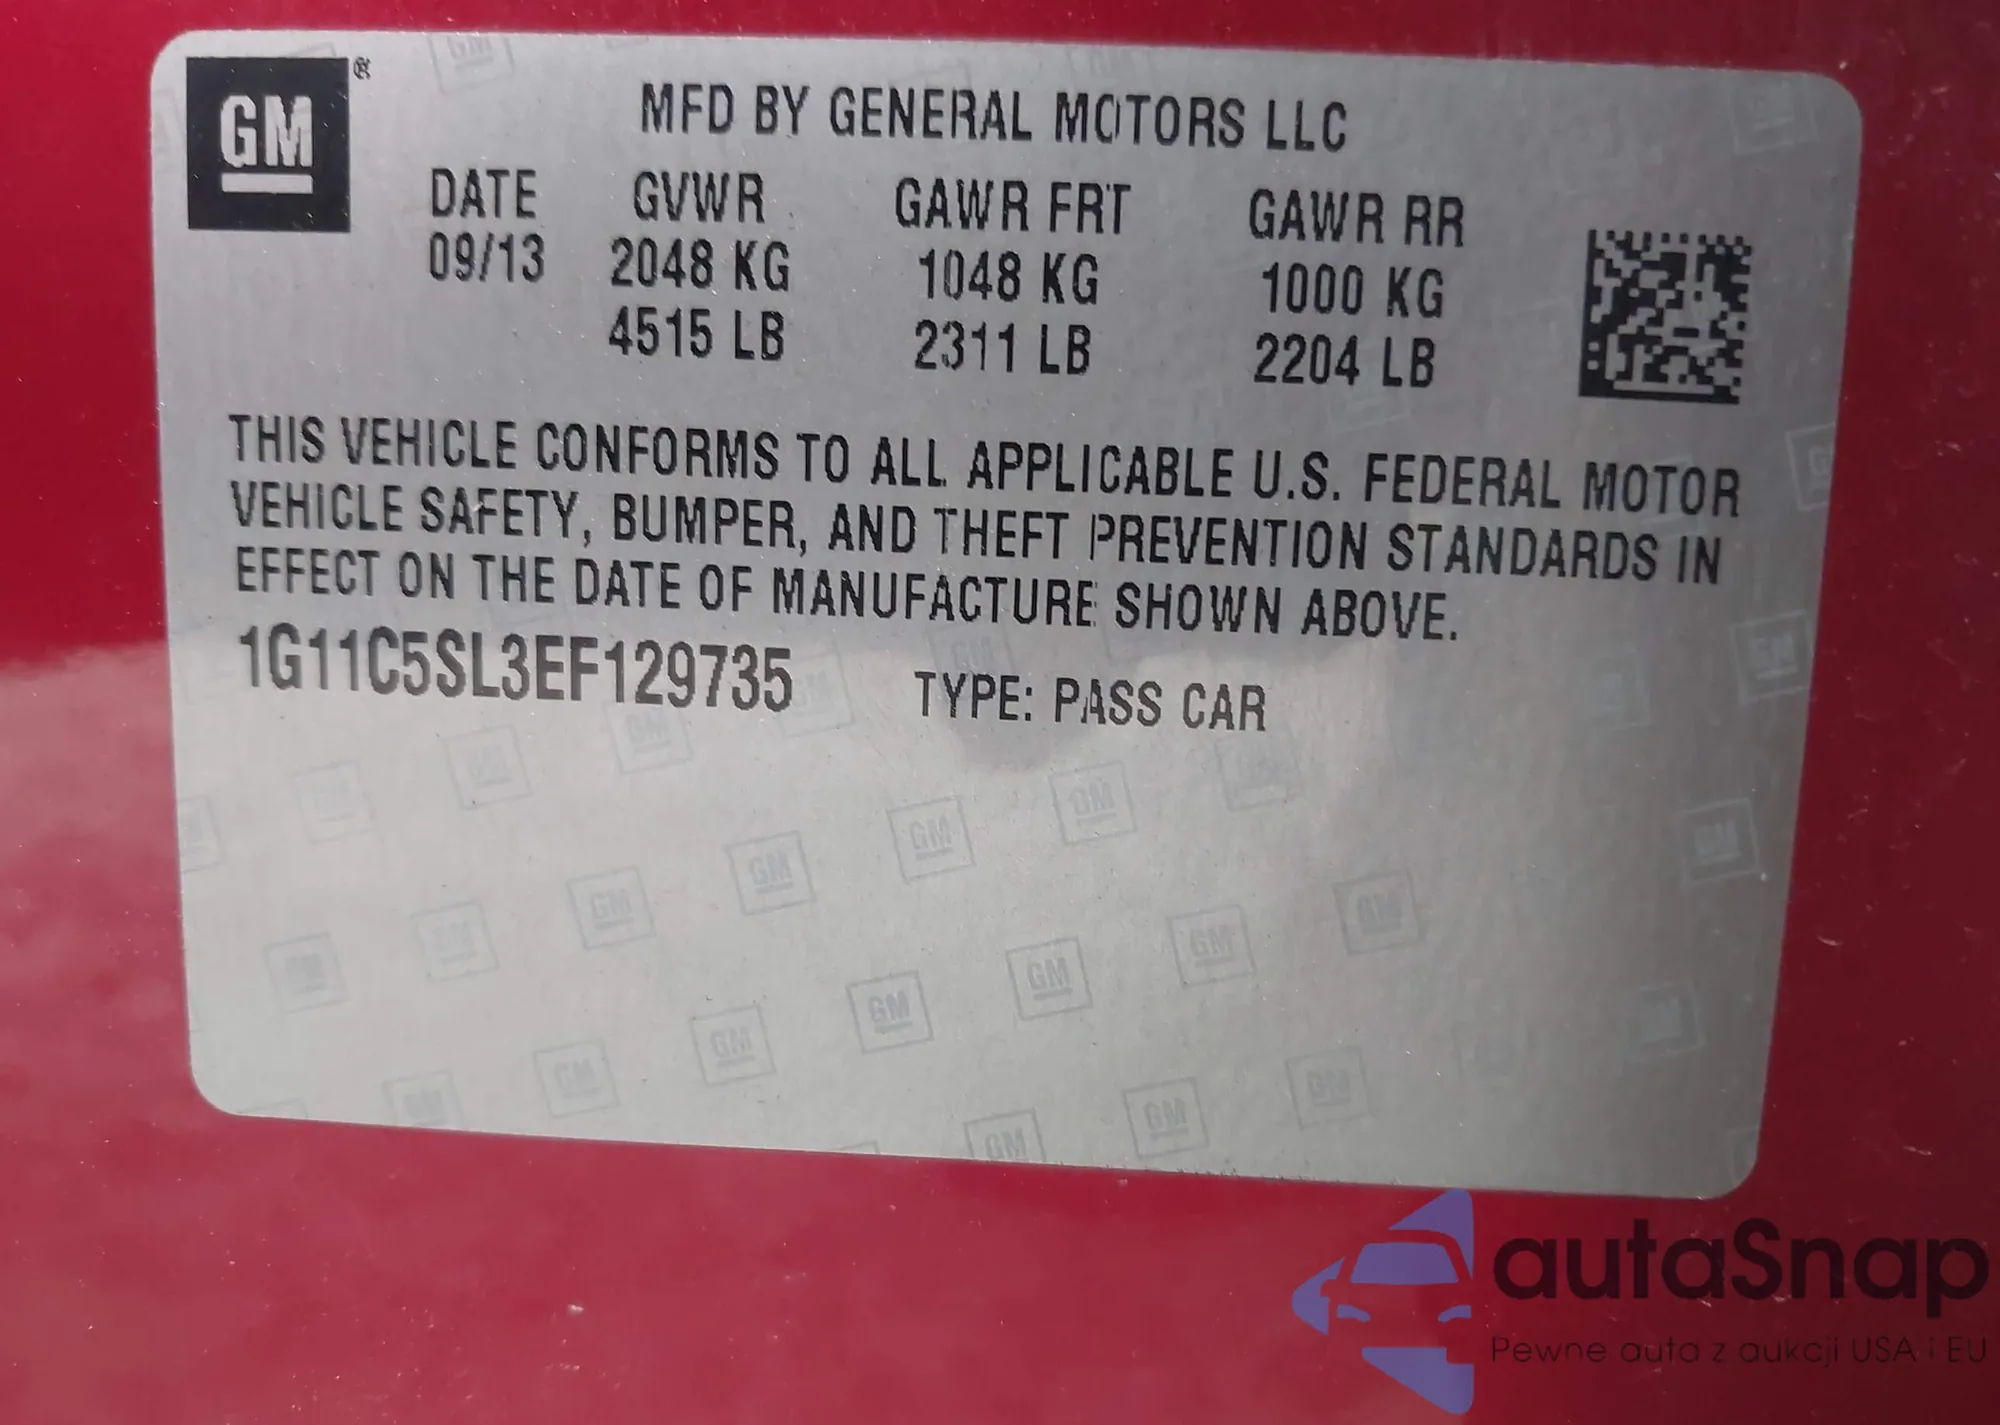 GM®
MFD BY GENERAL MOTORS LLC
DATE GVWR GAWR FRT GAWR RR
09/13 2048 KG 1048 KG 1000 KG
4515 LB 2311 LB 2204 LB
THIS VEHICLE CONFORMS TO ALL APPLICABLE U.S. FEDERAL MOTOR
VEHICLE SAFETY, BUMPER, AND THEFT PREVENTION STANDARDS IN
EFFECT ON THE DATE OF MANUFACTURE SHOWN ABOVE.
1G11C5SL3EF129735 TYPE: PASS CAR
autaSnap
Pewne auta z aukcji USA i EU